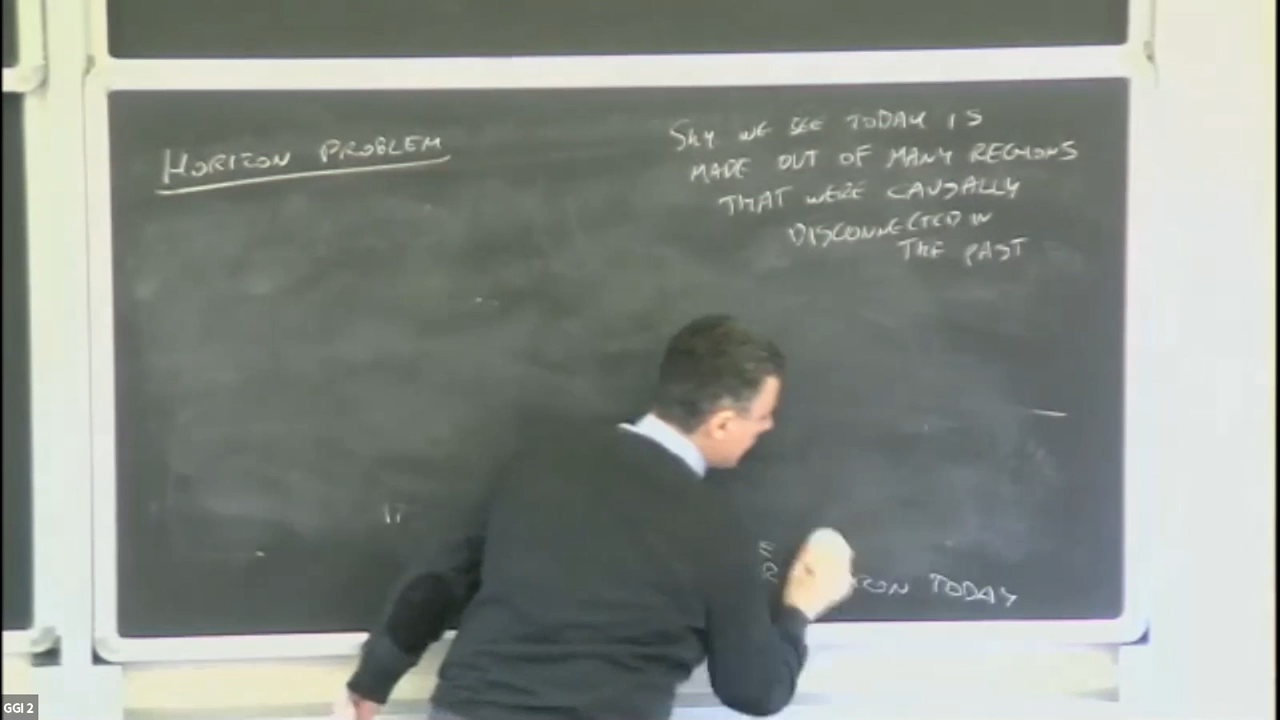 HORIZON PROBLEM
SKY WE SEE TODAY IS
MADE OUT OF MANY REGIONS
THAT WERE CAUSALLY
DISCONNECTED IN
THE PAST
TODAY
GGI 2